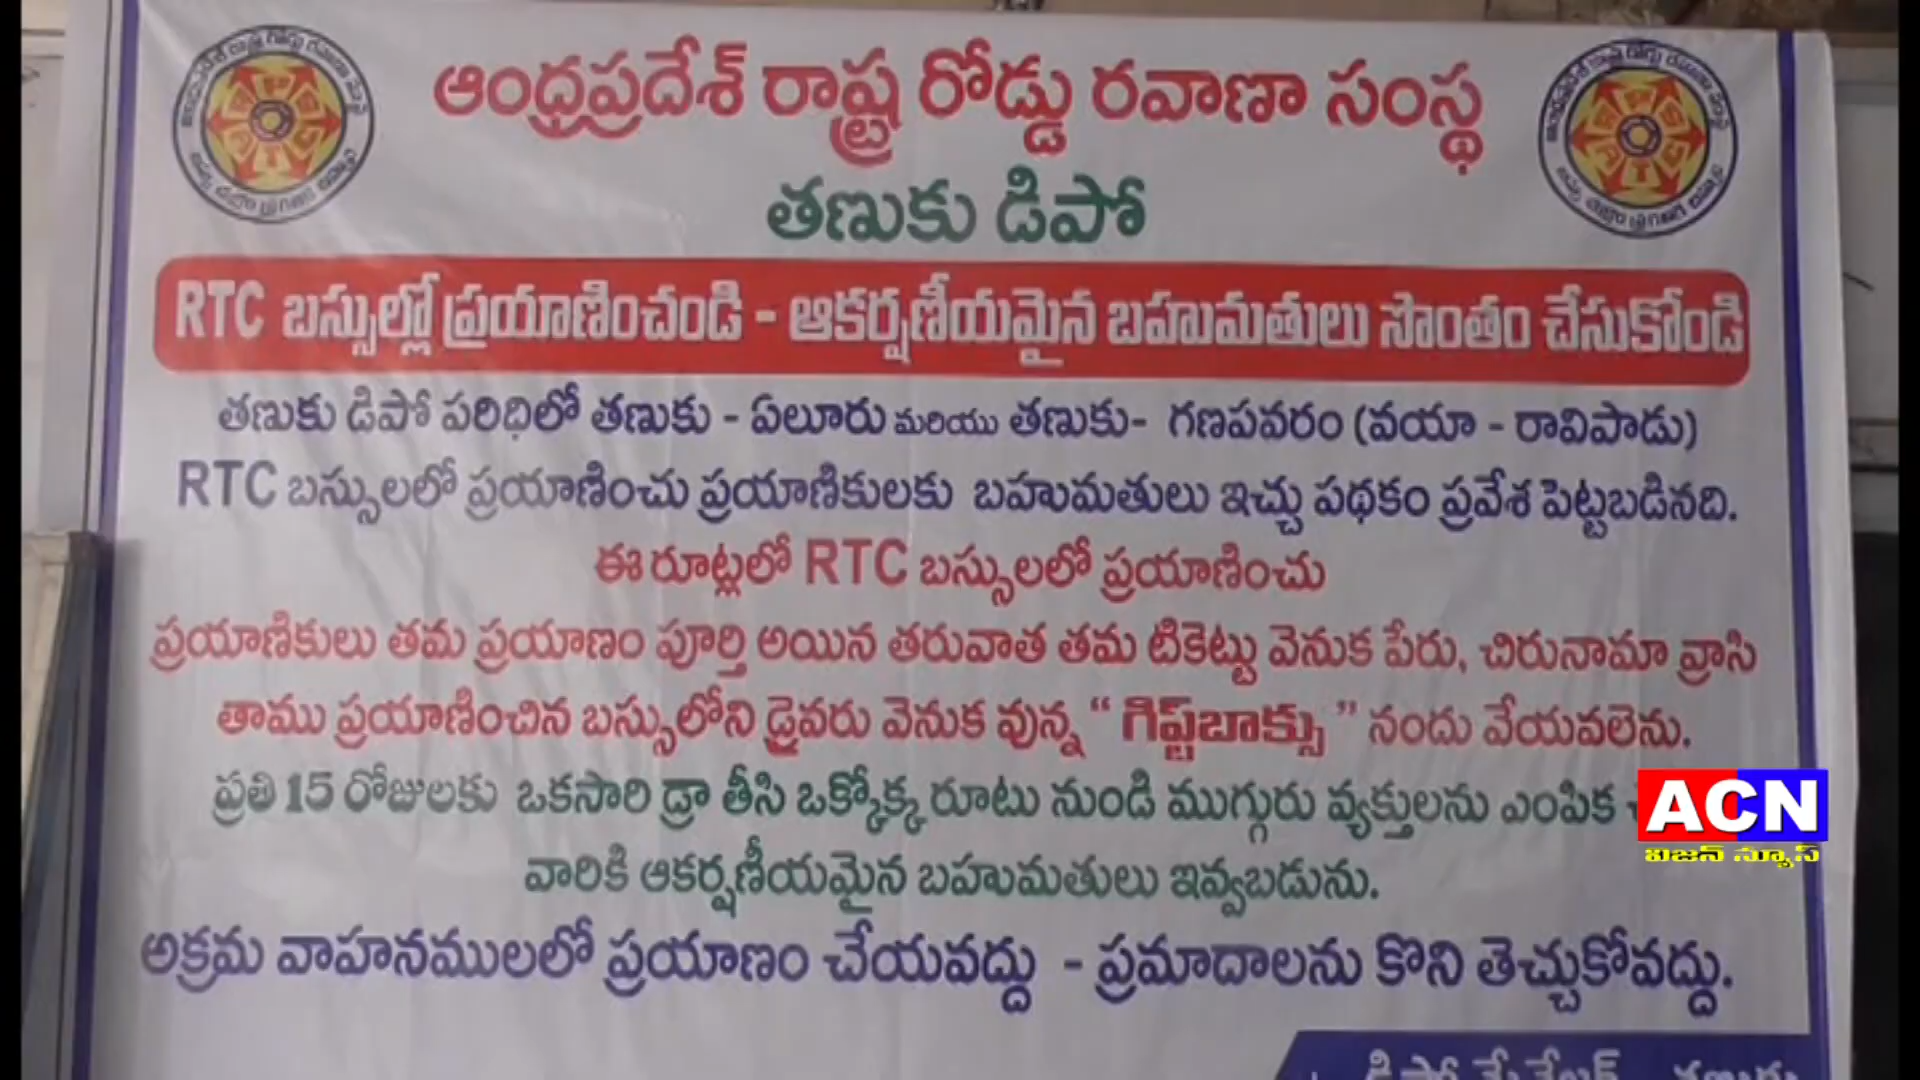 ఆంధ్రప్రదేశ్ రాష్ట్ర రోడ్డు రవాణా సంస్థ
తణుకు డిపో
RTC బస్సుల్లో ప్రయాణించండి - ఆకర్షణీయమైన బహుమతులు సొంతం చేసుకోండి
తణుకు డిపో పరిధిలో తణుకు - ఏలూరు మరియు తణుకు- గణపవరం (వయా - రావిపాడు)
RTC బస్సులలో ప్రయాణించు ప్రయాణికులకు బహుమతులు ఇచ్చు పథకం ప్రవేశ పెట్టబడినది.
ఈ రూట్లలో RTC బస్సులలో ప్రయాణించు
ప్రయాణికులు తమ ప్రయాణం పూర్తి అయిన తరువాత తమ టికెట్టు వెనుక పేరు, చిరునామా వ్రాసి
తాము ప్రయాణించిన బస్సులోని డ్రైవరు వెనుక వున్న “ గిఫ్ట్‌బాక్సు ” నందు వేయవలెను.
ప్రతి 15 రోజులకు ఒకసారి డ్రా తీసి ఒక్కోక్క రూటు నుండి ముగ్గురు వ్యక్తులను ఎంపిక
వారికి ఆకర్షణీయమైన బహుమతులు ఇవ్వబడును.
అక్రమ వాహనములలో ప్రయాణం చేయవద్దు - ప్రమాదాలను కొని తెచ్చుకోవద్దు.
ACN
విజన్ న్యూస్